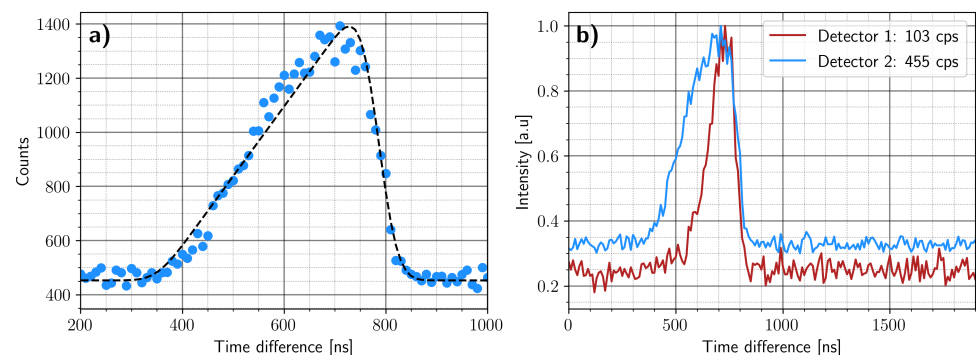 a)
Counts
1400
1200
1000
800
600
400
200
400
600
800
1000
Time difference [ns]
b)
Detector 1: 103 cps
Detector 2: 455 cps
Intensity [a.u]
1.0
0.8
0.6
0.4
0.2
0
500
1000
1500
Time difference [ns]